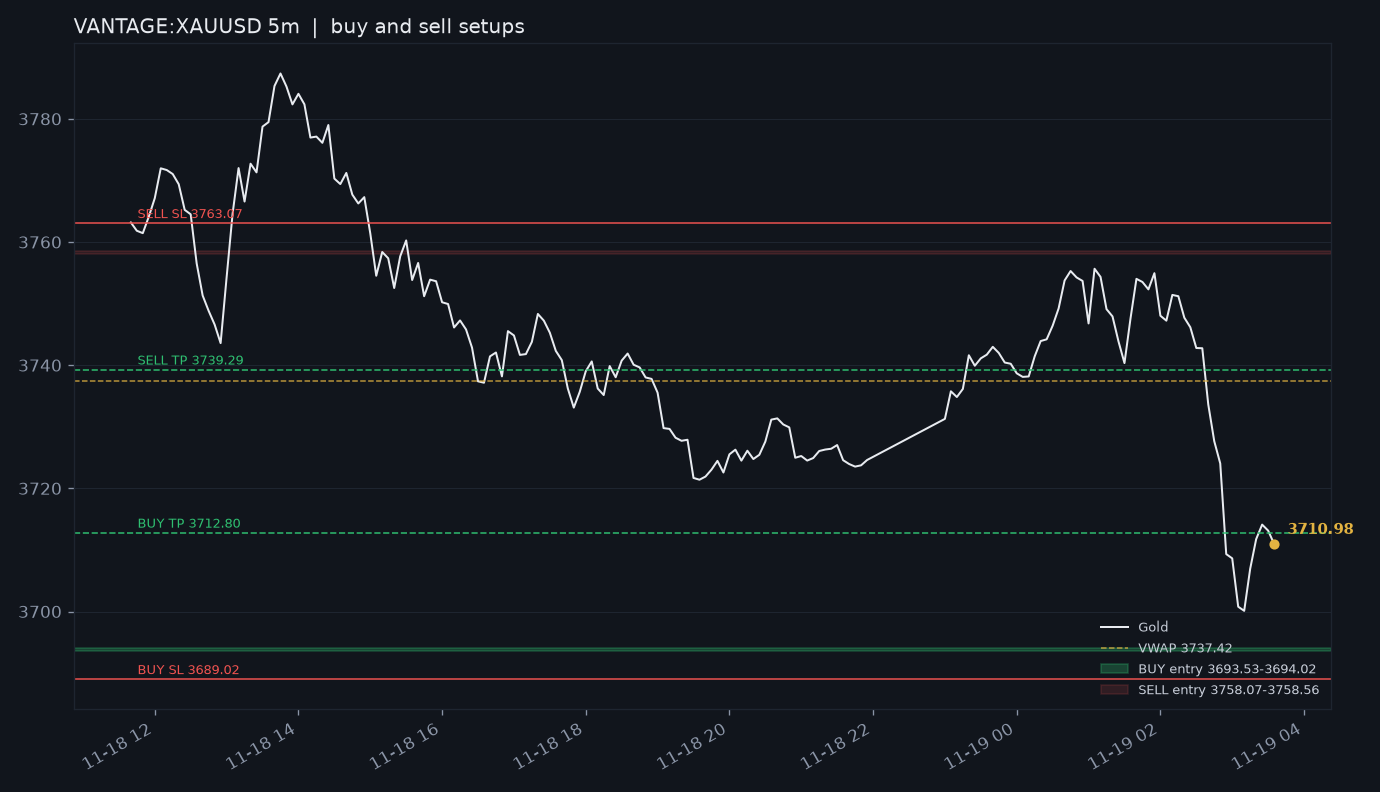 VANTAGE:XAUUSD 5m | buy and sell setups
3780
SELL SL 3763.07
3760
SELL TP 3739.29
3740
3720
BUY TP 3712.80
3710.98
3700
Gold
VWAP 3737.42
BUY SL 3689.02
BUY entry 3693.53-3694.02
SELL entry 3758.07-3758.56
11-18 12
11-18 14
11-18 16
11-18 18
11-18 20
11-18 22
11-19 00
11-19 02
11-19 04